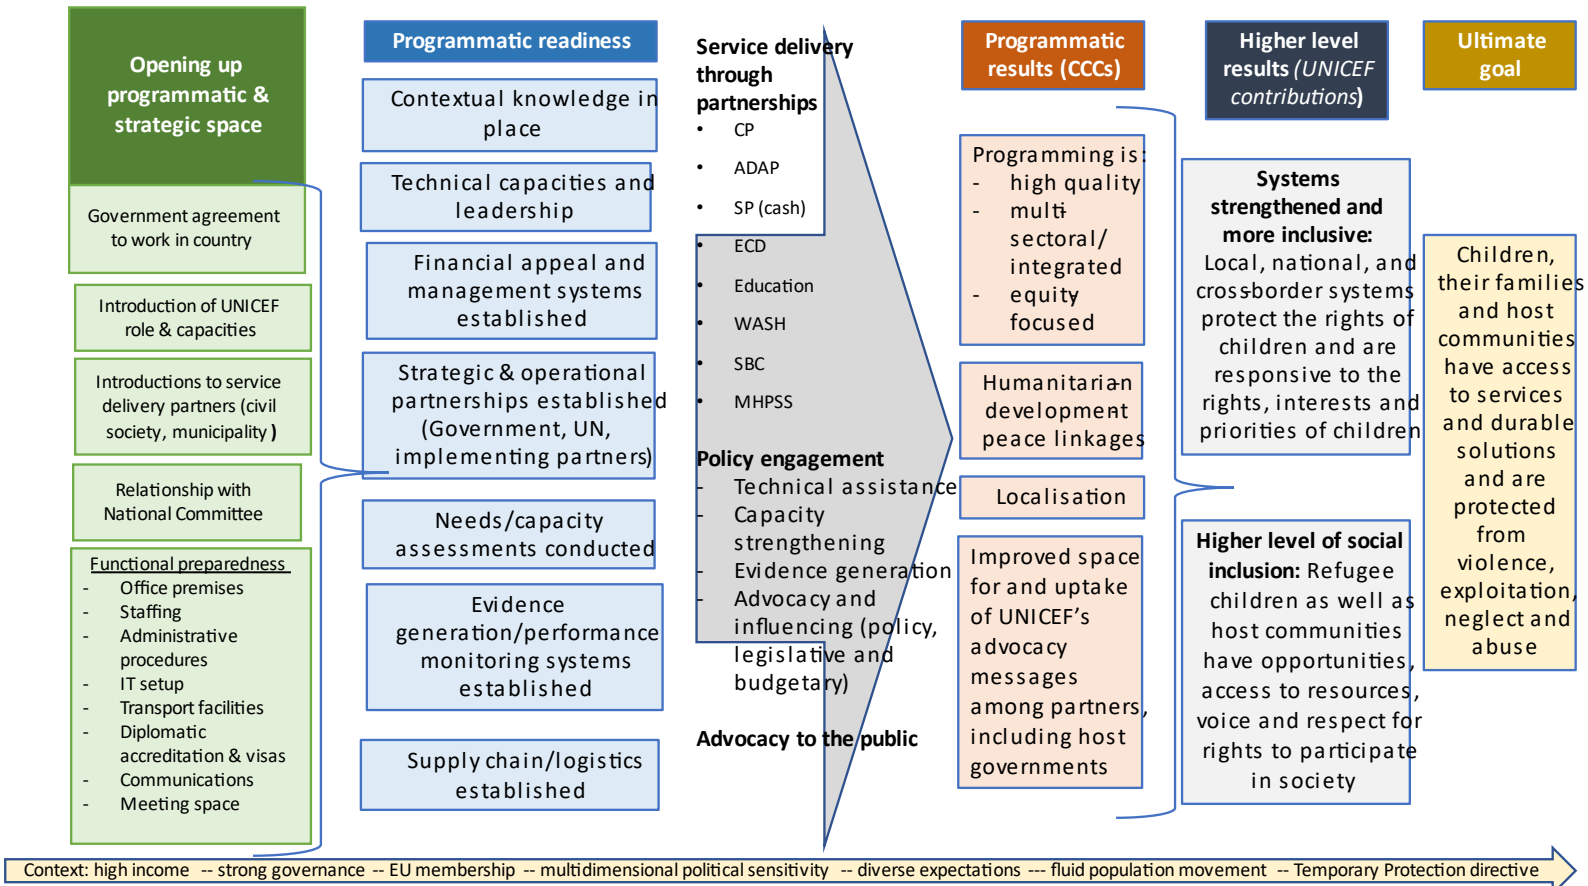 Opening up
programmatic &
strategic space
Government agreement
to work in country
Introduction of UNICEF
role & capacities
Introductions to service
delivery partners (civil
society, municipality )
Relationship with
National Committee
Functional preparedness
- Office premises
- Staffing
- Administrative
procedures
- IT setup
- Transport facilities
- Diplomatic
accreditation & visas
- Communications
- Meeting space
Programmatic readiness
Contextual knowledge in
place
Technical capacities and
leadership
Financial appeal and
management systems
established
Strategic & operational
partnerships established
(Government, UN,
implementing partners)
Needs/capacity
assessments conducted
Evidence
generation/performance
monitoring systems
established
Supply chain/logistics
established
Service delivery
through
partnerships
• CP
• ADAP
• SP (cash)
• ECD
• Education
• WASH
• SBC
• MHPSS
Policy engagement
- Technical assistance
- Capacity
strengthening
- Evidence generation
- Advocacy and
influencing (policy,
legislative and
budgetary)
Advocacy to the public
Programmatic
results (CCCs)
Programming is:
- high quality
- multi-
sectoral/
integrated
- equity-
focused
Humanitarian-
development-
peace linkages
Localisation
Improved space
for and uptake
of UNICEF’s
advocacy
messages
among partners,
including host
governments
Higher level
results (UNICEF
contributions)
Systems
strengthened and
more inclusive:
Local, national, and
cross-border systems
protect the rights of
children and are
responsive to the
rights, interests and
priorities of children
Higher level of social
inclusion: Refugee
children as well as
host communities
have opportunities,
access to resources,
voice and respect for
rights to participate
in society
Ultimate
goal
Children,
their families
and host
communities
have access
to services
and durable
solutions
and are
protected
from
violence,
exploitation,
neglect and
abuse
Context: high income -- strong governance -- EU membership -- multidimensional political sensitivity -- diverse expectations --- fluid population movement -- Temporary Protection directive